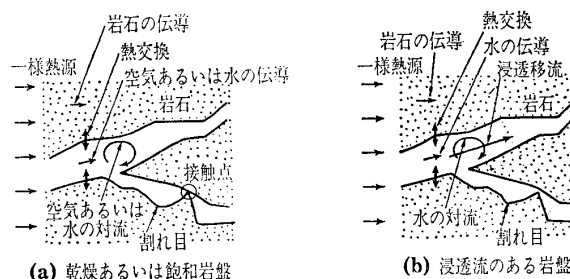 岩石の伝導
熱交換
一様熱源
空気あるいは水の伝導
岩石
接触点
空気あるいは
水の対流
割れ目
(a) 乾燥あるいは飽和岩盤
熱交換
岩石の伝導
水の伝導
一様熱源
浸透移流
岩石
水の対流
割れ目
(b) 浸透流のある岩盤